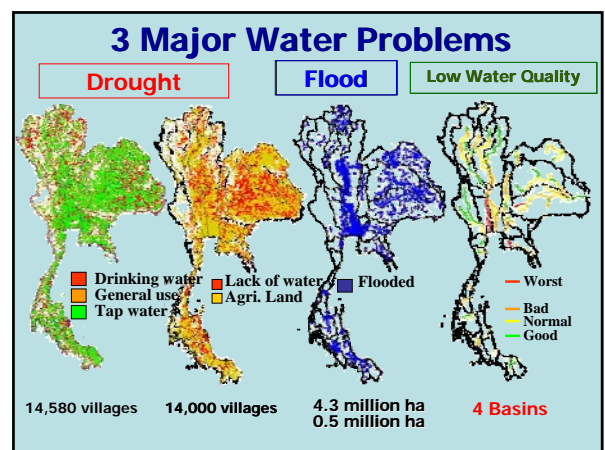 3 Major Water Problems
Drought
Flood
Low Water Quality
Drinking water
General use
Tap water
Lack of water
Agri. Land
Flooded
Worst
Bad
Normal
Good
14,580 villages
14,000 villages
4.3 million ha
0.5 million ha
4 Basins